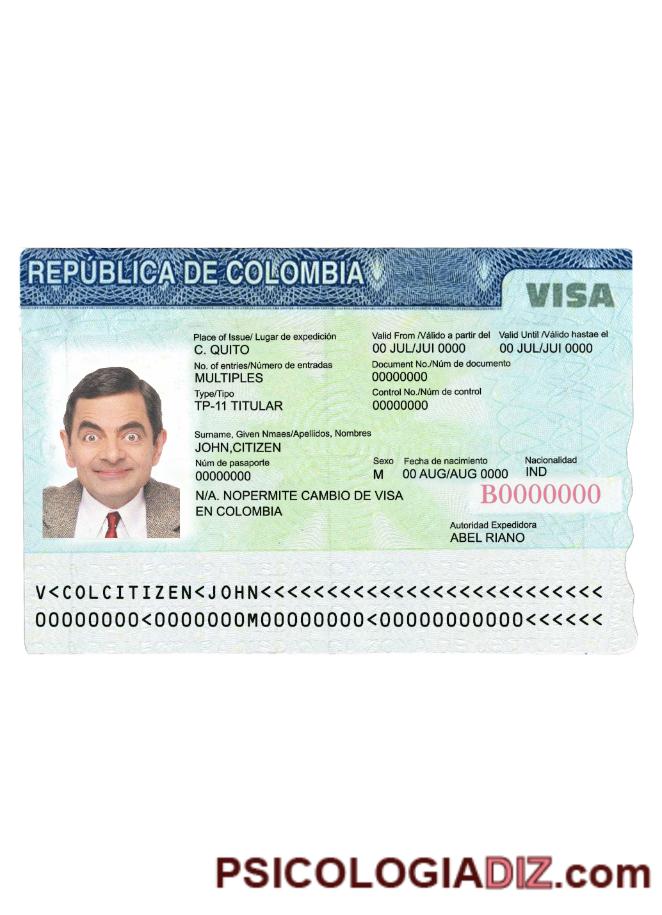 REPÚBLICA DE COLOMBIA
VISA
Place of Issue/ Lugar de expedición
C. QUITO
Valid From /Válido a partir del
00 JUL/JUI 0000
Valid Until /Válido hastae el
00 JUL/JUI 0000
No. of entries/Número de entradas
MULTIPLES
Document No./Núm de documento
00000000
Type/Tipo
TP-11 TITULAR
Control No./Núm de control
00000000
Surname, Given Nmaes/Apellidos, Nombres
JOHN,CITIZEN
Núm de pasaporte
00000000
Sexo
M
Fecha de nacimiento
00 AUG/AUG 0000
Nacionalidad
IND
N/A. NOPERMITE CAMBIO DE VISA
EN COLOMBIA
B0000000
Autoridad Expedidora
ABEL RIANO
V<COLCITIZEN<JOHN<<<<<<<<<<<<<<<<<<<<<<<<<<
00000000<0000000M00000000<00000000000<<<<<<
PSICOLOGIADIZ.com